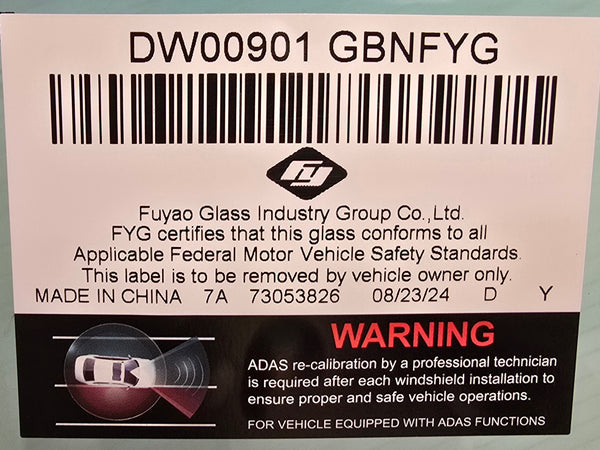 DW00901 GBNFYG
FY
Fuyao Glass Industry Group Co.,Ltd.
FYG certifies that this glass conforms to all
Applicable Federal Motor Vehicle Safety Standards.
This label is to be removed by vehicle owner only.
MADE IN CHINA 7A 73053826 08/23/24 D Y
WARNING
ADAS re-calibration by a professional technician
is required after each windshield installation to
ensure proper and safe vehicle operations.
FOR VEHICLE EQUIPPED WITH ADAS FUNCTIONS